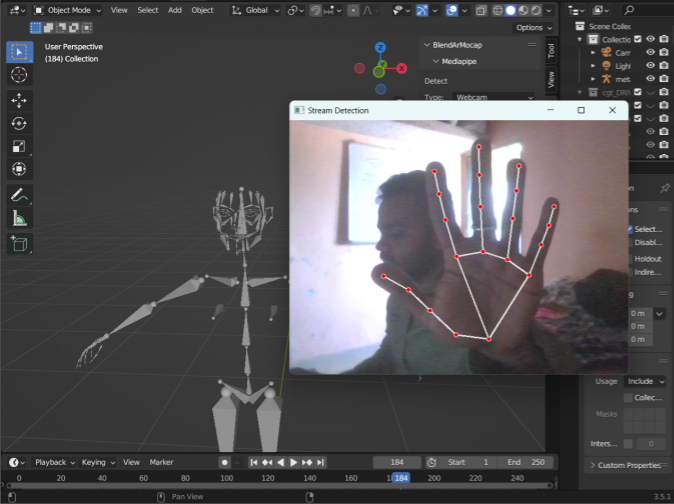 Object Mode View Select Add Object Global
Options
User Perspective
(184) Collection
BlendArMocap
Mediapipe
Detect
Type: Webcam
Tool
View
Scene Collec
Collectic
Cam
Light
met
cgt_DRI
Stream Detection
Select...
Disabl...
Holdout
Indire...
0 m
0 m
0 m
Usage Include
Collec...
Masks
Inters... 0
Custom Properties
Playback Keying View Marker 184 Start 1 End 250
0 20 40 60 80 100 120 140 160 184 200 220 240
Pan View 3.5.1